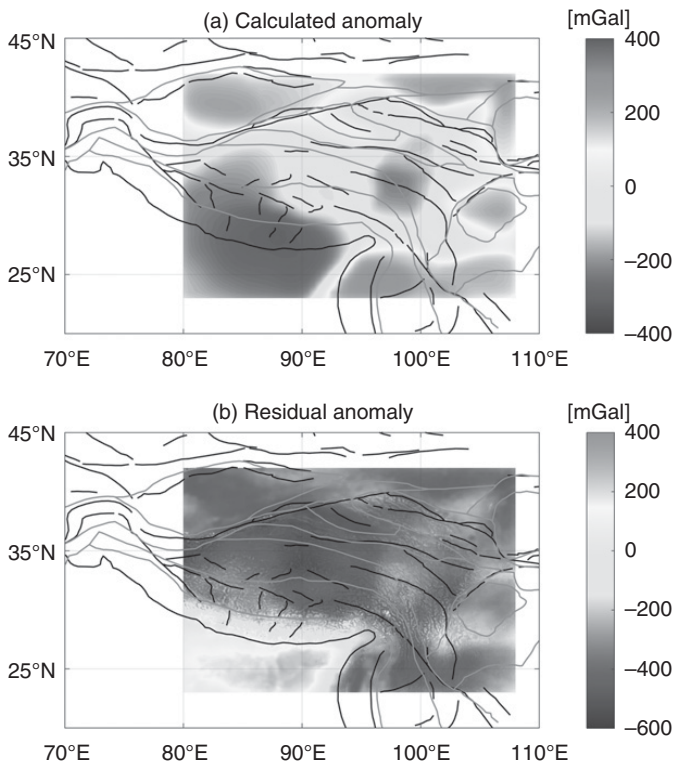 (a) Calculated anomaly
[mGal]
45°N
35°N
25°N
70°E
80°E
90°E
100°E
110°E
400
200
0
–200
–400
(b) Residual anomaly
[mGal]
45°N
35°N
25°N
70°E
80°E
90°E
100°E
110°E
400
200
0
–200
–400
–600